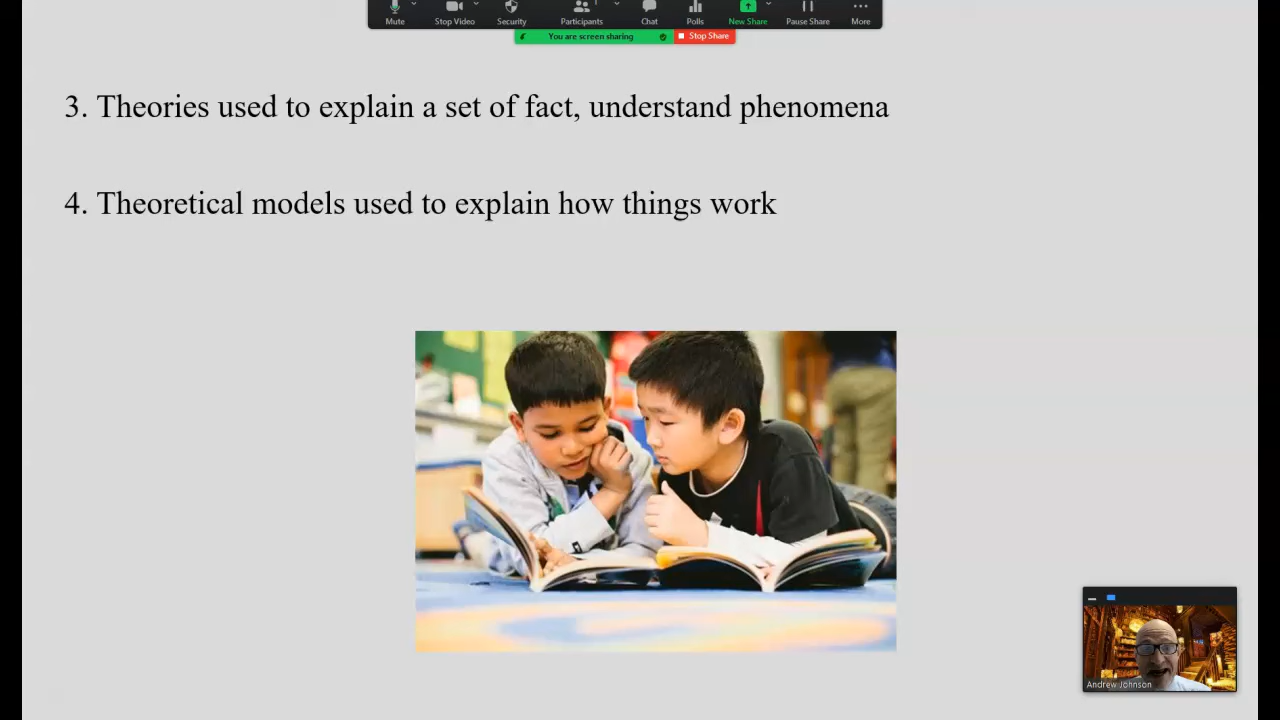 Mute
Stop Video
Security
Participants
Chat
Polls
New Share
Pause Share
More
You are screen sharing
Stop Share
3. Theories used to explain a set of fact, understand phenomena
4. Theoretical models used to explain how things work
Andrew Johnson